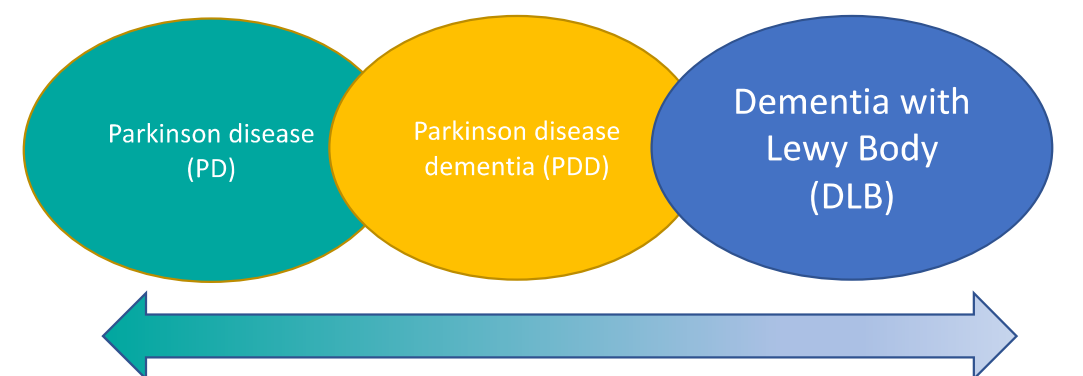 Parkinson disease
(PD)
Parkinson disease
dementia (PDD)
Dementia with
Lewy Body
(DLB)